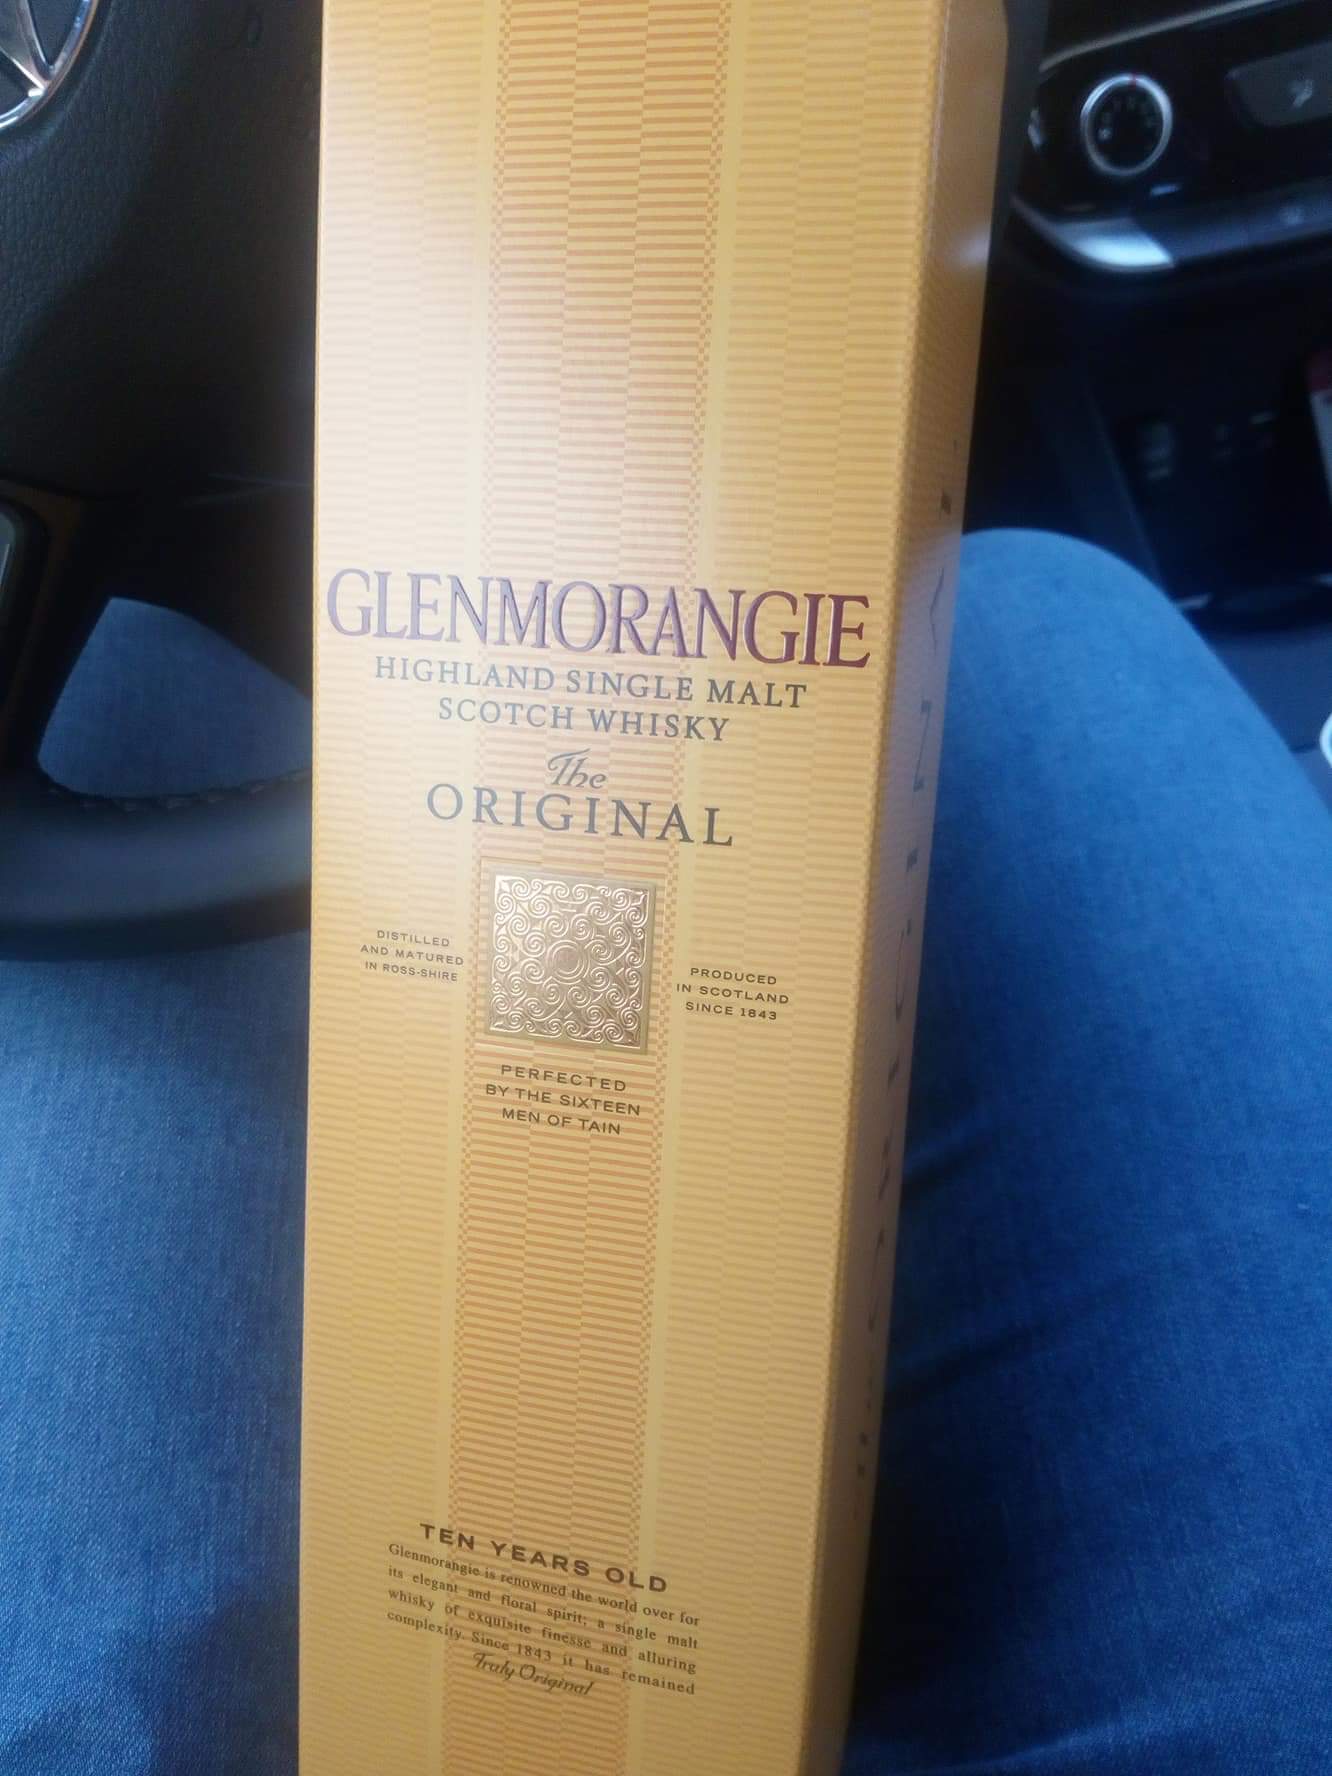 GLENMORANGIE
HIGHLAND SINGLE MALT
SCOTCH WHISKY
The
ORIGINAL
DISTILLED
AND MATURED
IN ROSS-SHIRE
PRODUCED
IN SCOTLAND
SINCE 1843
PERFECTED
BY THE SIXTEEN
MEN OF TAIN
TEN YEARS OLD
Glenmorangie is renowned the world over for
its elegant and floral spirit; a single malt
whisky of exquisite finesse and alluring
complexity. Since 1843 it has remained
Truly Original